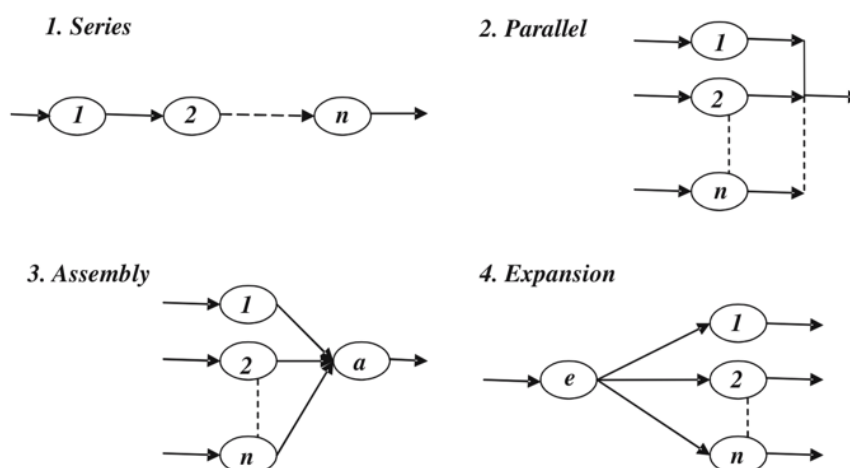 1. Series
1 2 n
2. Parallel
1
2
n
3. Assembly
1
2 a
n
4. Expansion
1
e 2
n